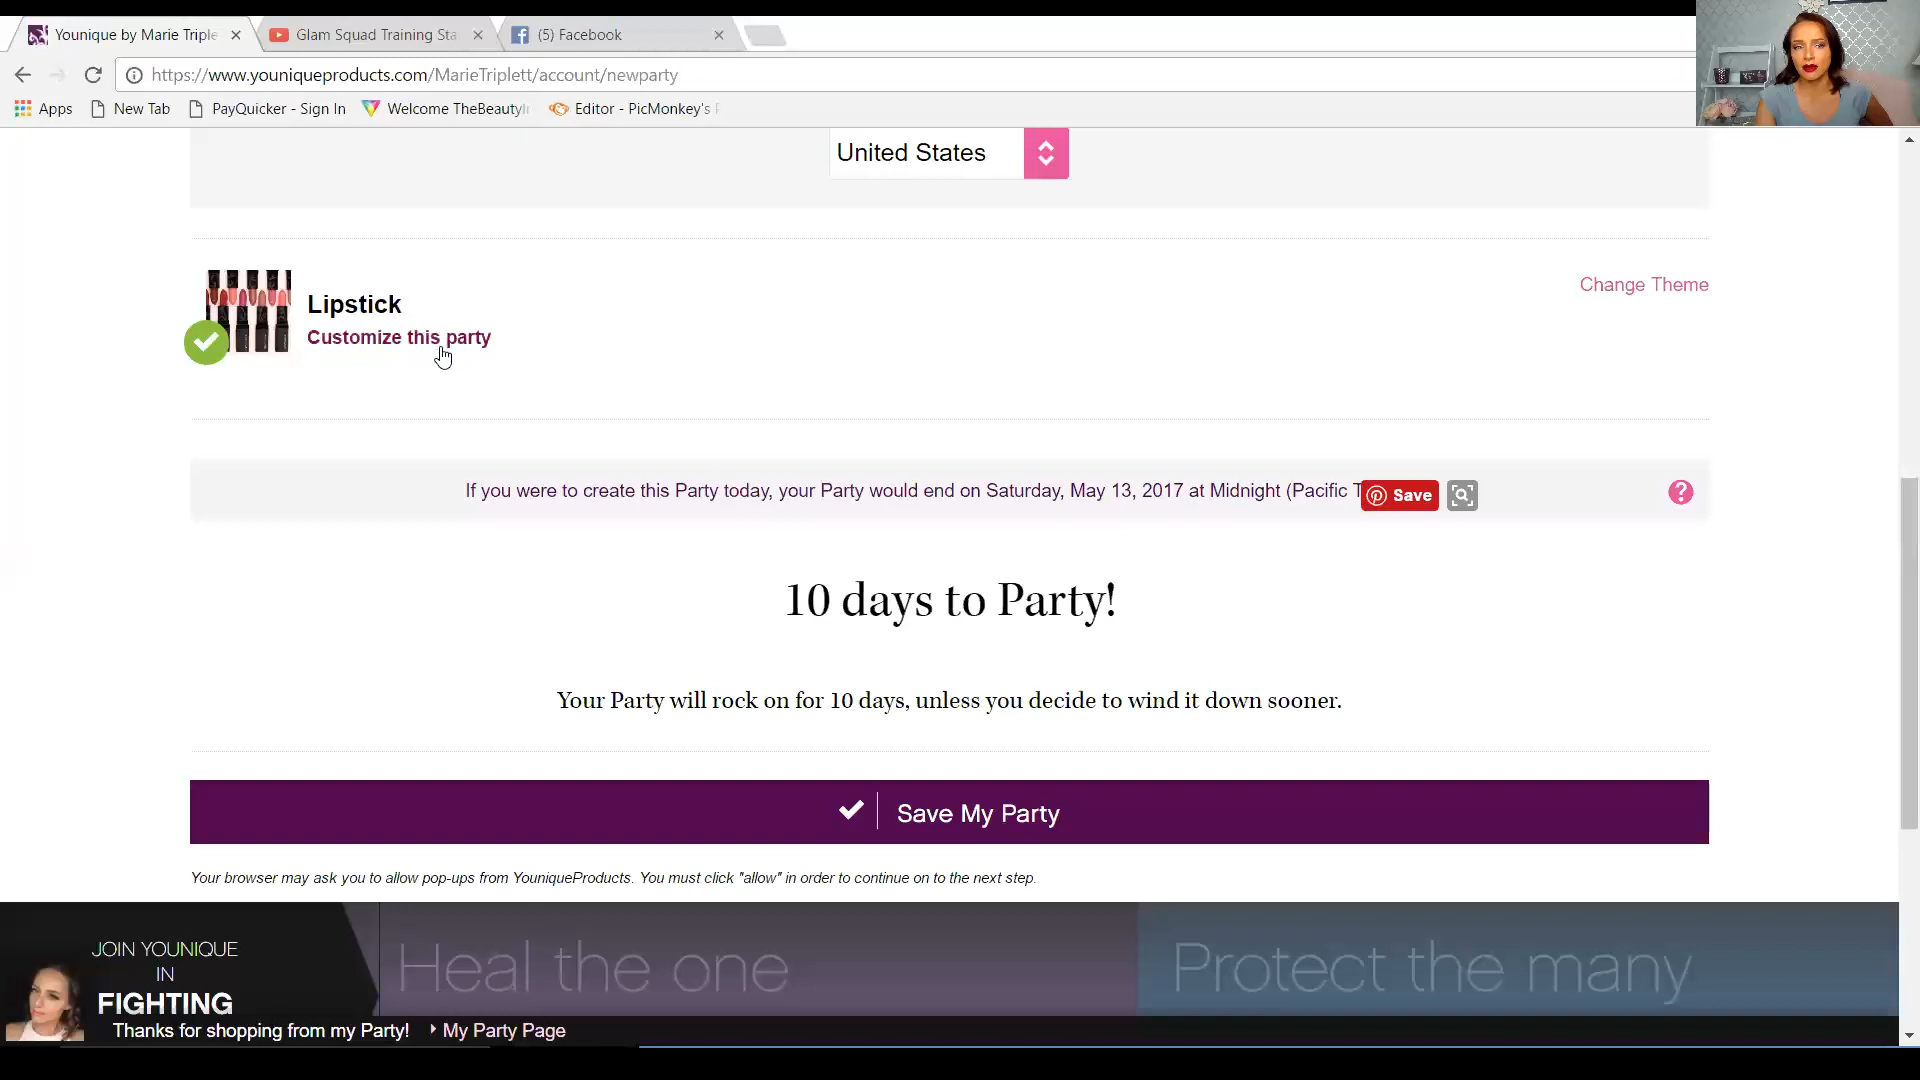 Younique by Marie Triple
Glam Squad Training Sta
(5) Facebook
https://www.youniqueproducts.com/MarieTriplett/account/newparty
Apps
New Tab
PayQuicker - Sign In
Welcome TheBeautyI
Editor - PicMonkey's F
United States
Lipstick
Customize this party
Change Theme
If you were to create this Party today, your Party would end on Saturday, May 13, 2017 at Midnight (Pacific T
Save
?
10 days to Party!
Your Party will rock on for 10 days, unless you decide to wind it down sooner.
Save My Party
Your browser may ask you to allow pop-ups from YouniqueProducts. You must click "allow" in order to continue on to the next step.
JOIN YOUNIQUE
IN
FIGHTING
Heal the one
Protect the many
Thanks for shopping from my Party!
My Party Page